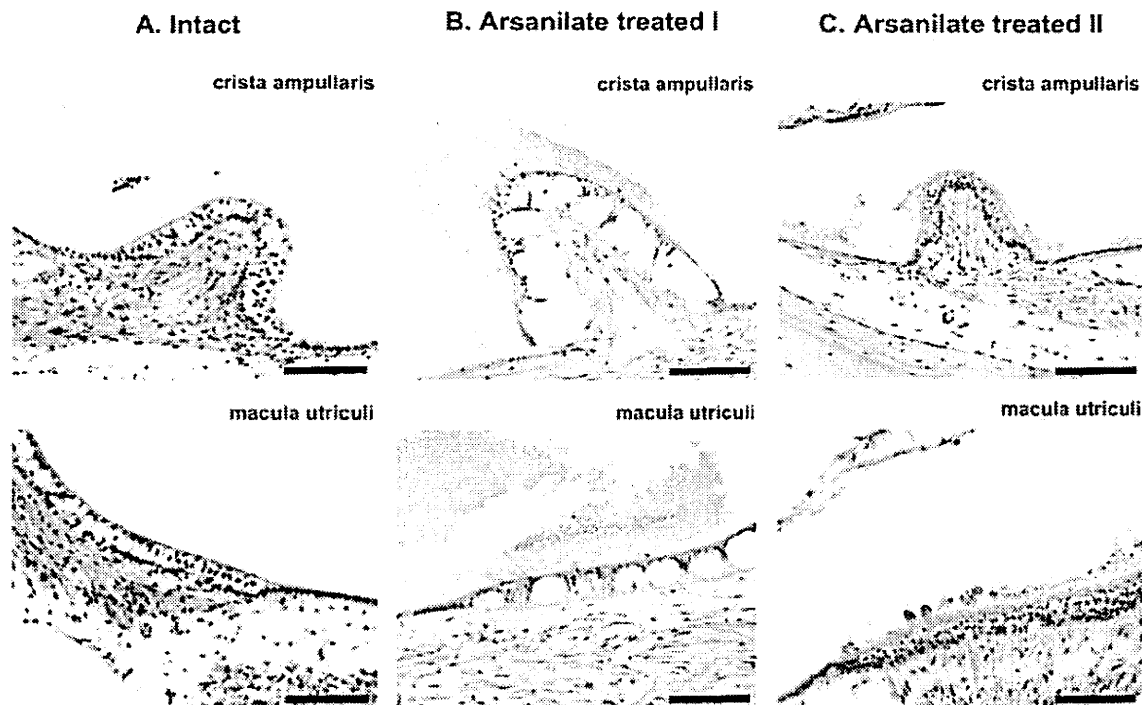 A. Intact
B. Arsanilate treated I
C. Arsanilate treated II
crista ampullaris
crista ampullaris
crista ampullaris
macula utriculi
macula utriculi
macula utriculi